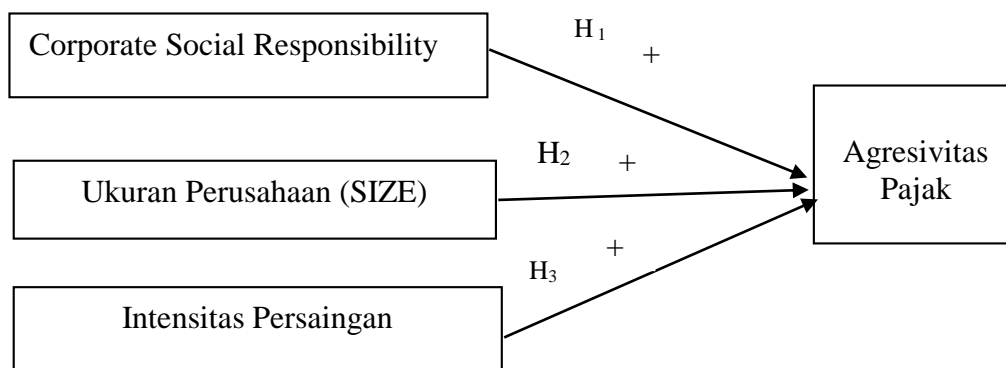 Corporate Social Responsibility
H1
+
Ukuran Perusahaan (SIZE)
H2
+
Intensitas Persaingan
H3
+
Agresivitas
Pajak